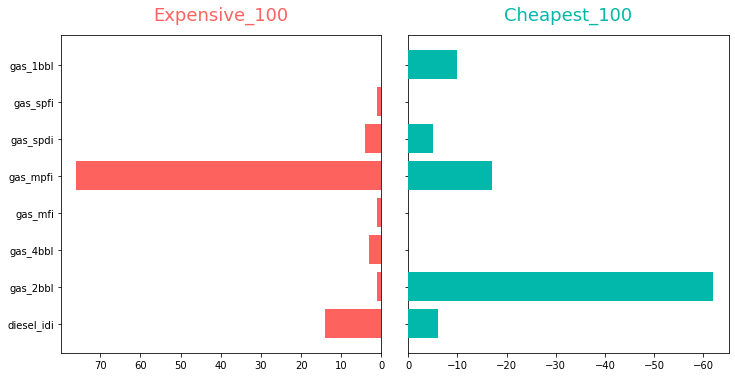 Expensive_100 Cheapest_100
gas_1bbl
gas_spfi
gas_spdi
gas_mpfi
gas_mfi
gas_4bbl
gas_2bbl
diesel_idi
70 60 50 40 30 20 10 0 0 −10 −20 −30 −40 −50 −60